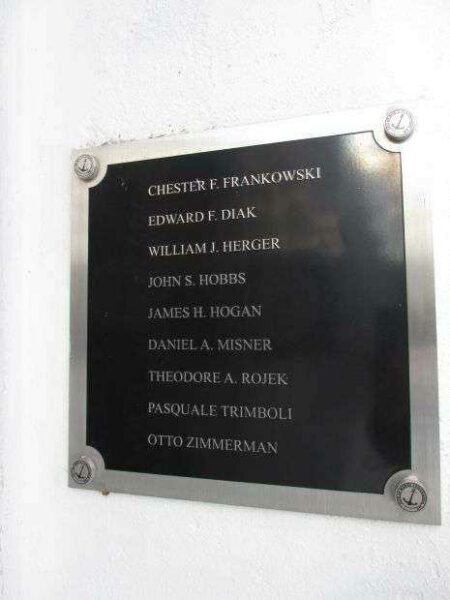 CHESTER F. FRANKOWSKI
EDWARD F. DIAK
WILLIAM J. HERGER
JOHN S. HOBBS
JAMES H. HOGAN
DANIEL A. MISNER
THEODORE A. ROJEK
PASQUALE TRIMBOLI
OTTO ZIMMERMAN